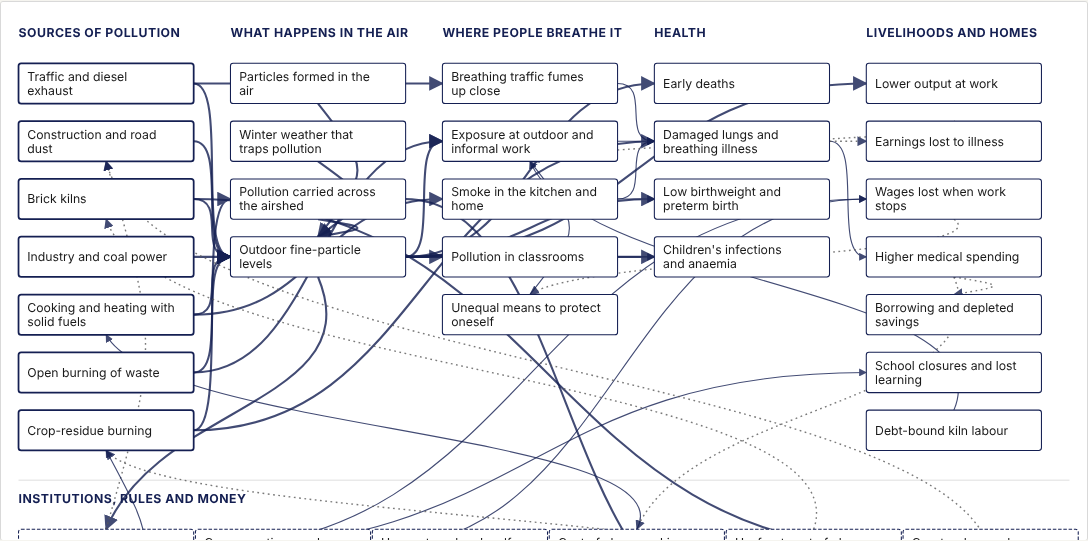 SOURCES OF POLLUTION
WHAT HAPPENS IN THE AIR
WHERE PEOPLE BREATHE IT
HEALTH
LIVELIHOODS AND HOMES
Traffic and diesel
exhaust
Construction and road
dust
Brick kilns
Industry and coal power
Cooking and heating with
solid fuels
Open burning of waste
Crop-residue burning
Particles formed in the
air
Winter weather that
traps pollution
Pollution carried across
the airshed
Outdoor fine-particle
levels
Breathing traffic fumes
up close
Exposure at outdoor and
informal work
Smoke in the kitchen and
home
Pollution in classrooms
Unequal means to protect
oneself
Early deaths
Damaged lungs and
breathing illness
Low birthweight and
preterm birth
Children's infections
and anaemia
Lower output at work
Earnings lost to illness
Wages lost when work
stops
Higher medical spending
Borrowing and depleted
savings
School closures and lost
learning
Debt-bound kiln labour
INSTITUTIONS, RULES AND MONEY